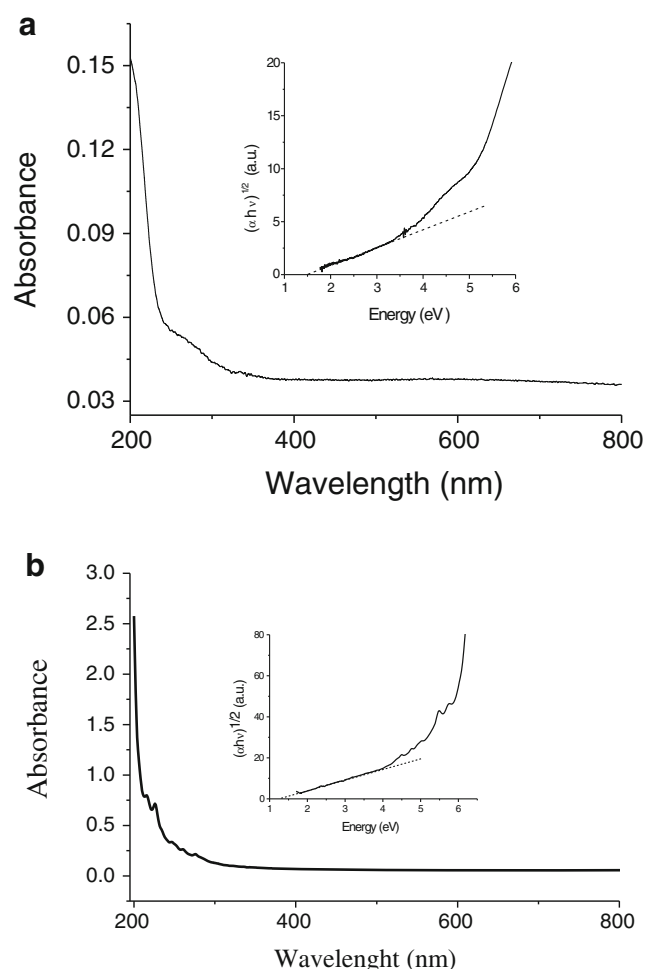 a
0.15
0.12
0.09
0.06
0.03
Absorbance
200 400 600 800
Wavelength (nm)
20
15
10
5
0
(αhν)^1/2 (a.u.)
1 2 3 4 5 6
Energy (eV)
b
3.0
2.5
2.0
1.5
1.0
0.5
0.0
Absorbance
200 400 600 800
Wavelenght (nm)
80
60
40
20
0
(αhν)1/2 (a.u.)
1 2 3 4 5 6
Energy (eV)